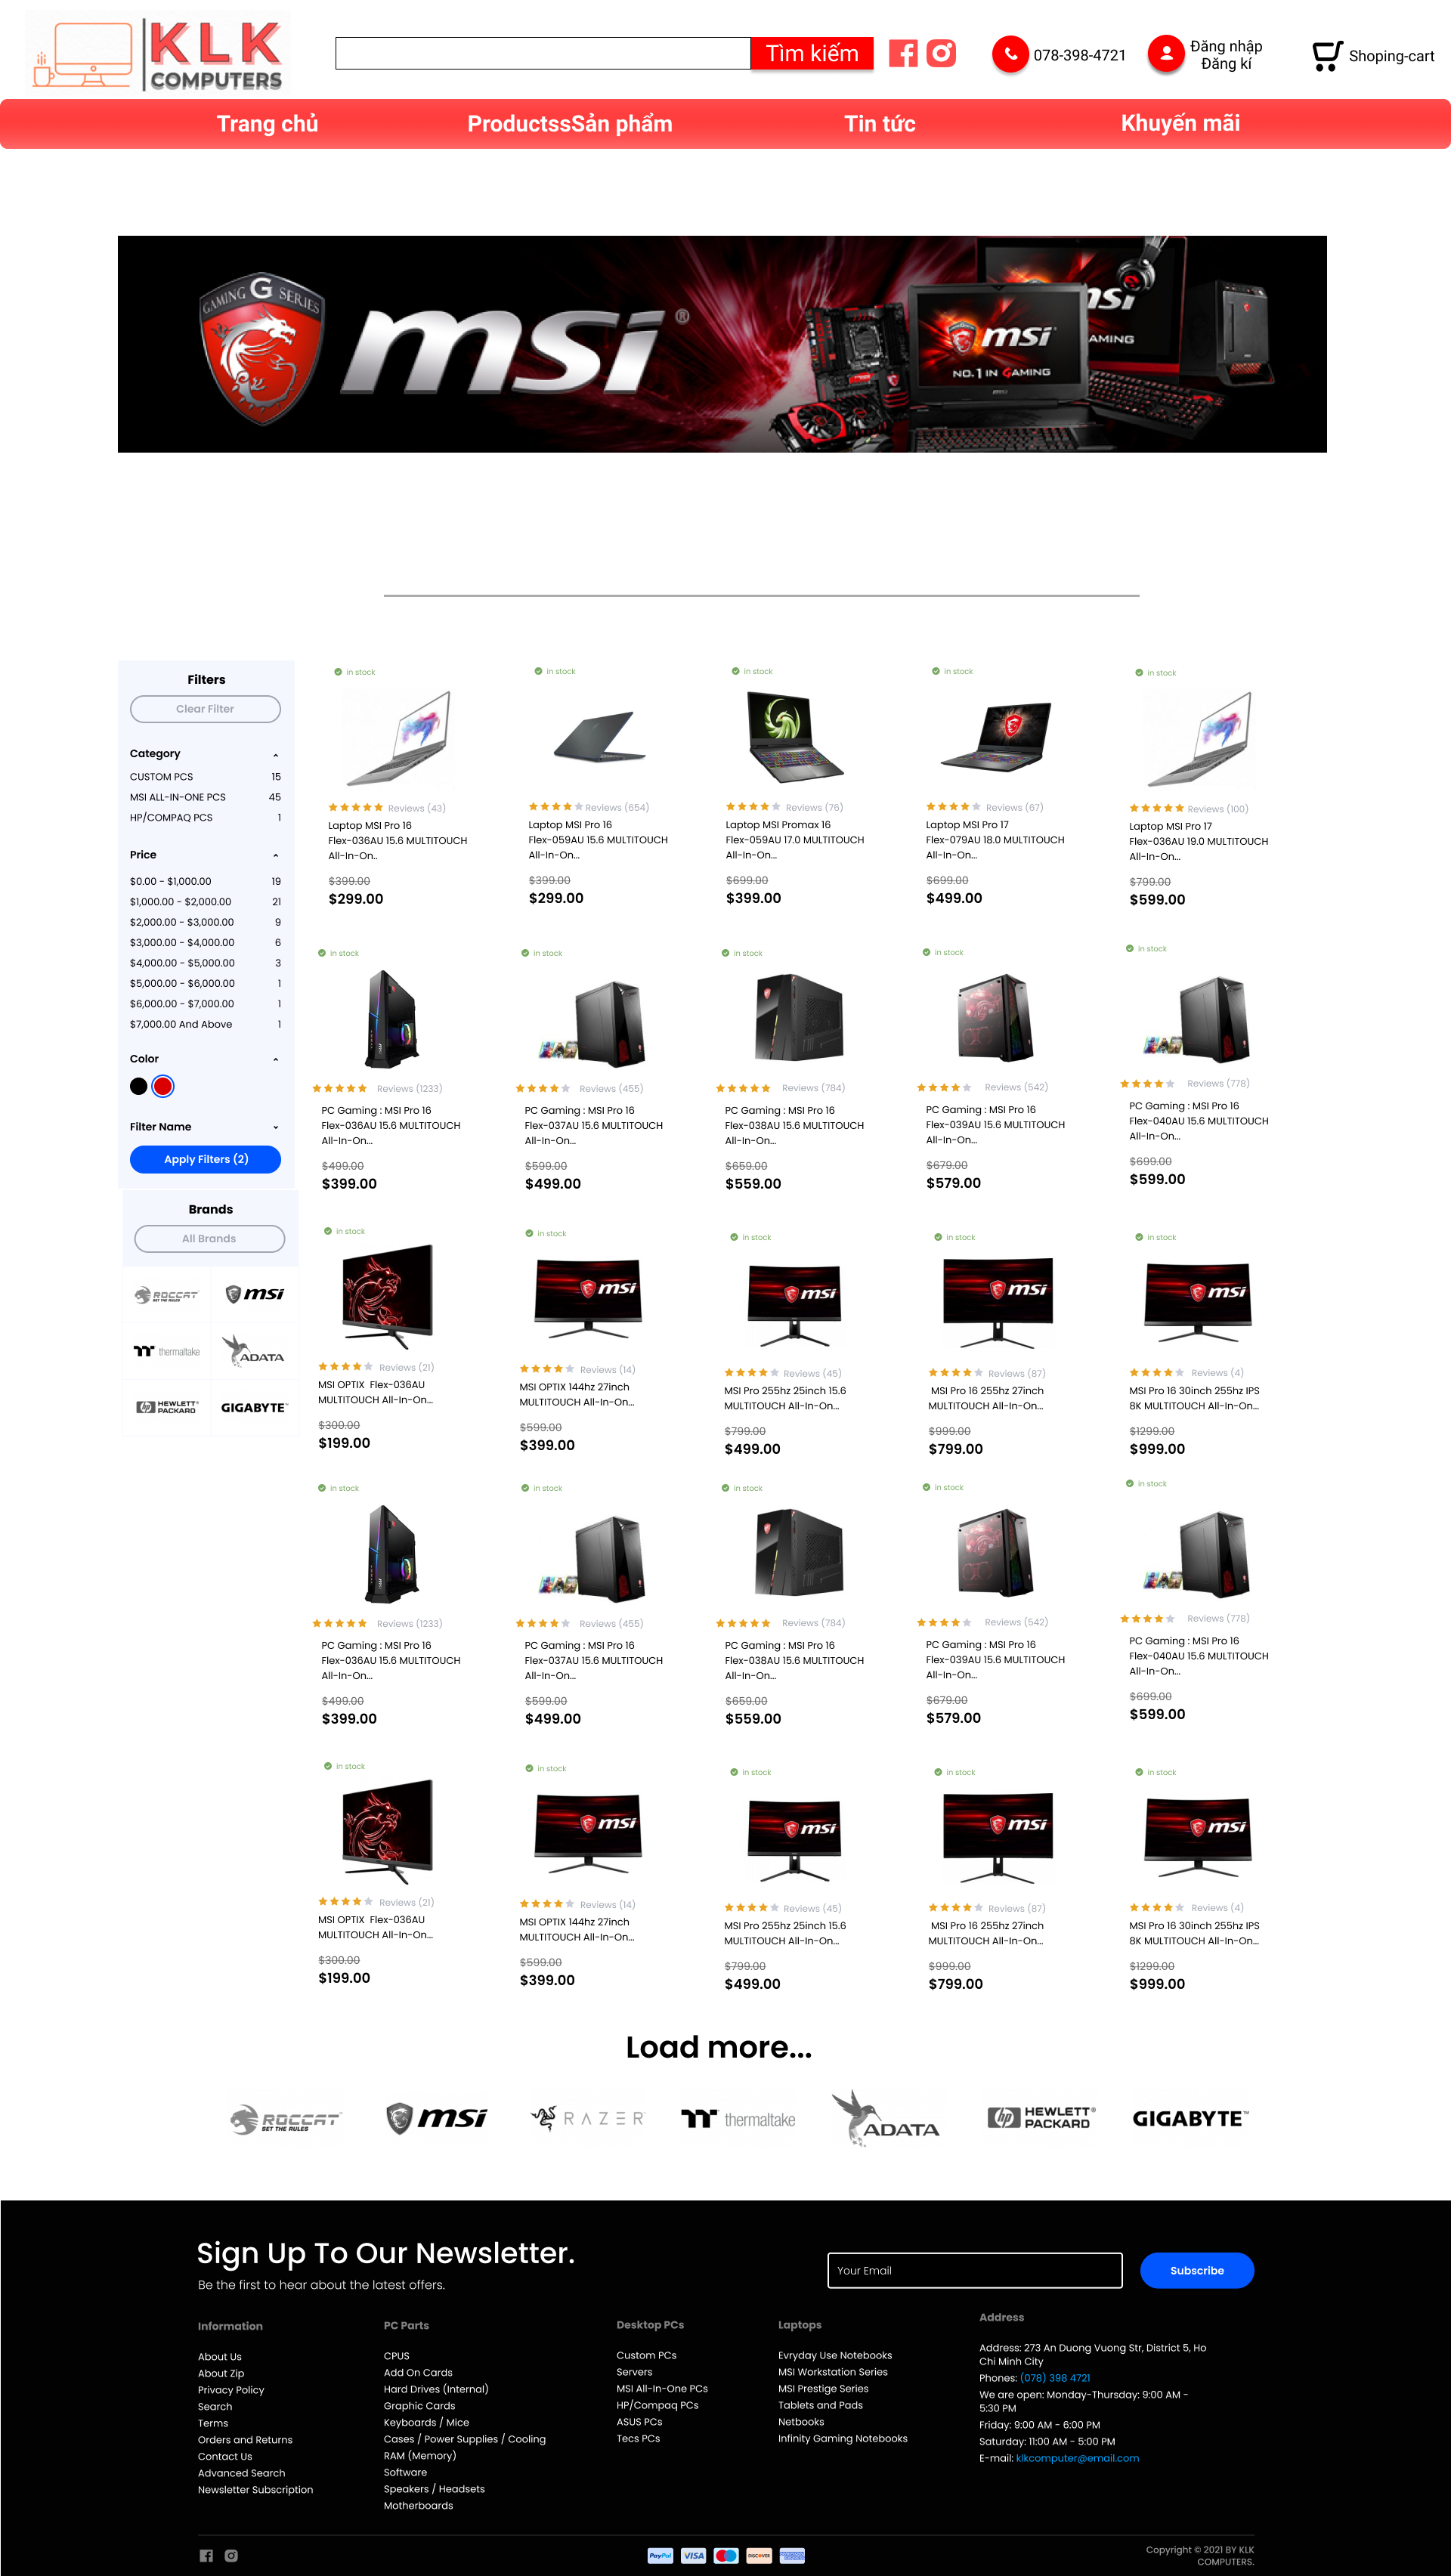 KLK
COMPUTERS
Tìm kiếm
078-398-4721
Đăng nhập
Đăng kí
Shoping-cart
Trang chủ
ProductssSản phẩm
Tin tức
Khuyến mãi
GAMING G SERIES
msi®
msi
NO.1 IN GAMING
msi
AMING
Filters
Clear Filter
Category
CUSTOM PCS 15
MSI ALL-IN-ONE PCS 45
HP/COMPAQ PCS 1
Price
$0.00 - $1,000.00 19
$1,000.00 - $2,000.00 21
$2,000.00 - $3,000.00 9
$3,000.00 - $4,000.00 6
$4,000.00 - $5,000.00 3
$5,000.00 - $6,000.00 1
$6,000.00 - $7,000.00 1
$7,000.00 And Above 1
Color
Filter Name
Apply Filters (2)
Brands
All Brands
ROCCAT
SET THE RULES
msi
thermaltake
ADATA
HEWLETT
PACKARD
GIGABYTE
in stock
Reviews (43)
Laptop MSI Pro 16
Flex-036AU 15.6 MULTITOUCH
All-In-On..
$399.00
$299.00
in stock
Reviews (654)
Laptop MSI Pro 16
Flex-059AU 15.6 MULTITOUCH
All-In-On...
$399.00
$299.00
in stock
Reviews (76)
Laptop MSI Promax 16
Flex-059AU 17.0 MULTITOUCH
All-In-On...
$699.00
$399.00
in stock
Reviews (67)
Laptop MSI Pro 17
Flex-079AU 18.0 MULTITOUCH
All-In-On...
$699.00
$499.00
in stock
Reviews (100)
Laptop MSI Pro 17
Flex-036AU 19.0 MULTITOUCH
All-In-On...
$799.00
$599.00
in stock
Reviews (1233)
PC Gaming : MSI Pro 16
Flex-036AU 15.6 MULTITOUCH
All-In-On...
$499.00
$399.00
in stock
Reviews (455)
PC Gaming : MSI Pro 16
Flex-037AU 15.6 MULTITOUCH
All-In-On...
$599.00
$499.00
in stock
Reviews (784)
PC Gaming : MSI Pro 16
Flex-038AU 15.6 MULTITOUCH
All-In-On...
$659.00
$559.00
in stock
Reviews (542)
PC Gaming : MSI Pro 16
Flex-039AU 15.6 MULTITOUCH
All-In-On...
$679.00
$579.00
in stock
Reviews (778)
PC Gaming : MSI Pro 16
Flex-040AU 15.6 MULTITOUCH
All-In-On...
$699.00
$599.00
in stock
Reviews (21)
MSI OPTIX Flex-036AU
MULTITOUCH All-In-On...
$300.00
$199.00
in stock
msi
Reviews (14)
MSI OPTIX 144hz 27inch
MULTITOUCH All-In-On...
$599.00
$399.00
in stock
msi
Reviews (45)
MSI Pro 255hz 25inch 15.6
MULTITOUCH All-In-On...
$799.00
$499.00
in stock
msi
Reviews (87)
MSI Pro 16 255hz 27inch
MULTITOUCH All-In-On...
$999.00
$799.00
in stock
msi
Reviews (4)
MSI Pro 16 30inch 255hz IPS
8K MULTITOUCH All-In-On...
$1299.00
$999.00
in stock
Reviews (1233)
PC Gaming : MSI Pro 16
Flex-036AU 15.6 MULTITOUCH
All-In-On...
$499.00
$399.00
in stock
Reviews (455)
PC Gaming : MSI Pro 16
Flex-037AU 15.6 MULTITOUCH
All-In-On...
$599.00
$499.00
in stock
Reviews (784)
PC Gaming : MSI Pro 16
Flex-038AU 15.6 MULTITOUCH
All-In-On...
$659.00
$559.00
in stock
Reviews (542)
PC Gaming : MSI Pro 16
Flex-039AU 15.6 MULTITOUCH
All-In-On...
$679.00
$579.00
in stock
Reviews (778)
PC Gaming : MSI Pro 16
Flex-040AU 15.6 MULTITOUCH
All-In-On...
$699.00
$599.00
in stock
Reviews (21)
MSI OPTIX Flex-036AU
MULTITOUCH All-In-On...
$300.00
$199.00
in stock
msi
Reviews (14)
MSI OPTIX 144hz 27inch
MULTITOUCH All-In-On...
$599.00
$399.00
in stock
msi
Reviews (45)
MSI Pro 255hz 25inch 15.6
MULTITOUCH All-In-On...
$799.00
$499.00
in stock
msi
Reviews (87)
MSI Pro 16 255hz 27inch
MULTITOUCH All-In-On...
$999.00
$799.00
in stock
msi
Reviews (4)
MSI Pro 16 30inch 255hz IPS
8K MULTITOUCH All-In-On...
$1299.00
$999.00
Load more...
ROCCAT
SET THE RULES
msi
RAZER
thermaltake
ADATA
hp HEWLETT®
PACKARD
GIGABYTE™
Sign Up To Our Newsletter.
Be the first to hear about the latest offers.
Your Email
Subscribe
Information
About Us
About Zip
Privacy Policy
Search
Terms
Orders and Returns
Contact Us
Advanced Search
Newsletter Subscription
PC Parts
CPUS
Add On Cards
Hard Drives (Internal)
Graphic Cards
Keyboards / Mice
Cases / Power Supplies / Cooling
RAM (Memory)
Software
Speakers / Headsets
Motherboards
Desktop PCs
Custom PCs
Servers
MSI All-In-One PCs
HP/Compaq PCs
ASUS PCs
Tecs PCs
Laptops
Evryday Use Notebooks
MSI Workstation Series
MSI Prestige Series
Tablets and Pads
Netbooks
Infinity Gaming Notebooks
Address
Address: 273 An Duong Vuong Str, District 5, Ho
Chi Minh City
Phones: (078) 398 4721
We are open: Monday-Thursday: 9:00 AM -
5:30 PM
Friday: 9:00 AM - 6:00 PM
Saturday: 11:00 AM - 5:00 PM
E-mail: klkcomputer@email.com
PayPal
VISA
DISCOVER
Copyright © 2021 BY KLK
COMPUTERS.